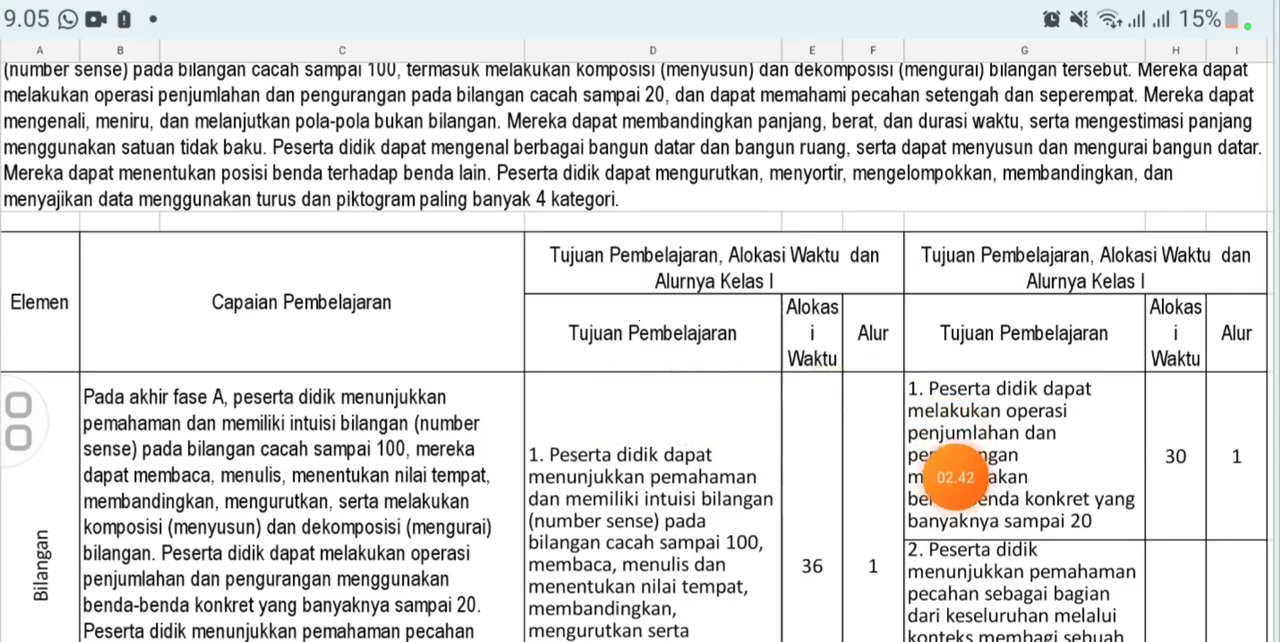 9.05
15%
A B C D E F G H I
(number sense) pada bilangan cacah sampai 100, termasuk melakukan komposisi (menyusun) dan dekomposisi (mengurai) bilangan tersebut. Mereka dapat
melakukan operasi penjumlahan dan pengurangan pada bilangan cacah sampai 20, dan dapat memahami pecahan setengah dan seperempat. Mereka dapat
mengenali, meniru, dan melanjutkan pola-pola bukan bilangan. Mereka dapat membandingkan panjang, berat, dan durasi waktu, serta mengestimasi panjang
menggunakan satuan tidak baku. Peserta didik dapat mengenal berbagai bangun datar dan bangun ruang, serta dapat menyusun dan mengurai bangun datar.
Mereka dapat menentukan posisi benda terhadap benda lain. Peserta didik dapat mengurutkan, menyortir, mengelompokkan, membandingkan, dan
menyajikan data menggunakan turus dan piktogram paling banyak 4 kategori.
Elemen
Capaian Pembelajaran
Tujuan Pembelajaran, Alokasi Waktu dan
Alurnya Kelas I
Tujuan Pembelajaran
Alokas
i
Waktu
Alur
Tujuan Pembelajaran, Alokasi Waktu dan
Alurnya Kelas I
Tujuan Pembelajaran
Alokas
i
Waktu
Alur
Bilangan
Pada akhir fase A, peserta didik menunjukkan
pemahaman dan memiliki intuisi bilangan (number
sense) pada bilangan cacah sampai 100, mereka
dapat membaca, menulis, menentukan nilai tempat,
membandingkan, mengurutkan, serta melakukan
komposisi (menyusun) dan dekomposisi (mengurai)
bilangan. Peserta didik dapat melakukan operasi
penjumlahan dan pengurangan menggunakan
benda-benda konkret yang banyaknya sampai 20.
Peserta didik menunjukkan pemahaman pecahan
1. Peserta didik dapat
menunjukkan pemahaman
dan memiliki intuisi bilangan
(number sense) pada
bilangan cacah sampai 100,
membaca, menulis dan
menentukan nilai tempat,
membandingkan,
mengurutkan serta
36
1
1. Peserta didik dapat
melakukan operasi
penjumlahan dan
konkret yang
banyaknya sampai 20
30
1
02.42
2. Peserta didik
menunjukkan pemahaman
pecahan sebagai bagian
dari keseluruhan melalui
konteks membagi sebuah